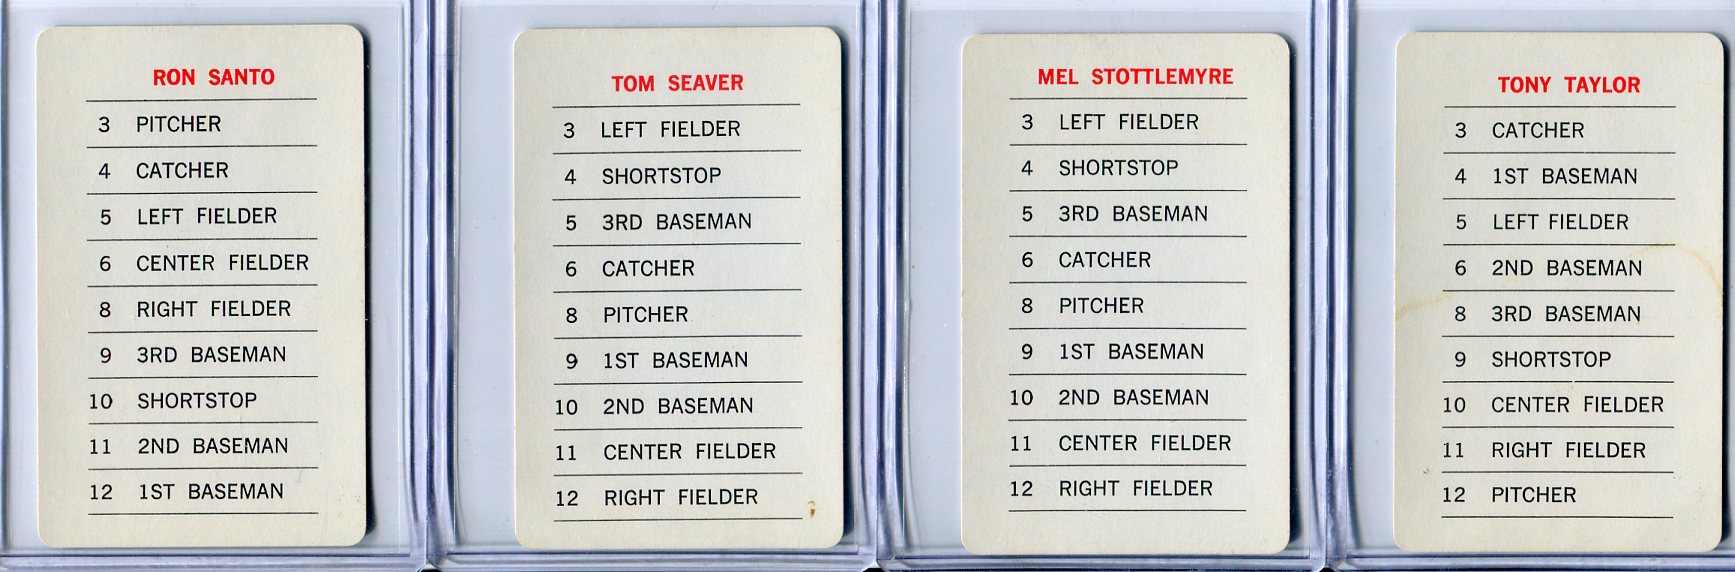 RON SANTO
3 PITCHER
4 CATCHER
5 LEFT FIELDER
6 CENTER FIELDER
8 RIGHT FIELDER
9 3RD BASEMAN
10 SHORTSTOP
11 2ND BASEMAN
12 1ST BASEMAN
TOM SEAVER
3 LEFT FIELDER
4 SHORTSTOP
5 3RD BASEMAN
6 CATCHER
8 PITCHER
9 1ST BASEMAN
10 2ND BASEMAN
11 CENTER FIELDER
12 RIGHT FIELDER
MEL STOTTLEMYRE
3 LEFT FIELDER
4 SHORTSTOP
5 3RD BASEMAN
6 CATCHER
8 PITCHER
9 1ST BASEMAN
10 2ND BASEMAN
11 CENTER FIELDER
12 RIGHT FIELDER
TONY TAYLOR
3 CATCHER
4 1ST BASEMAN
5 LEFT FIELDER
6 2ND BASEMAN
8 3RD BASEMAN
9 SHORTSTOP
10 CENTER FIELDER
11 RIGHT FIELDER
12 PITCHER